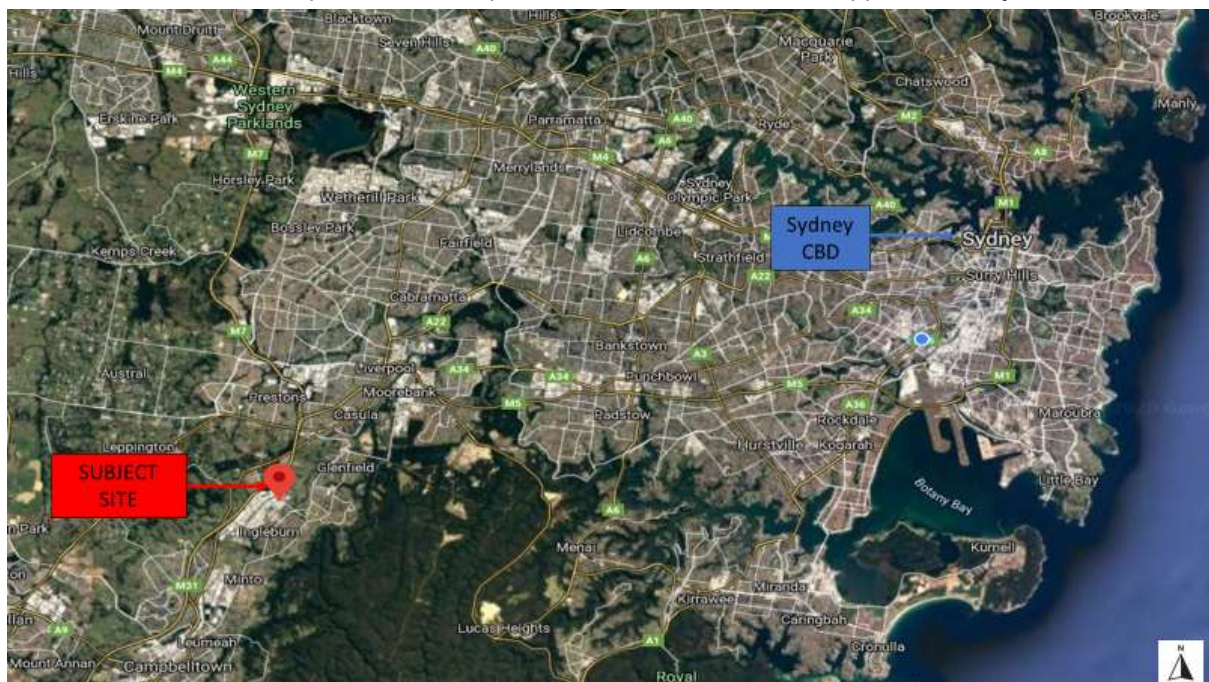 Blacktown
Hills
Brookvale
Mount Druitt
Seven Hills
A40
Macquarie
Park
A44
M4
Hills
Chatswood
Western
Sydney
Parklands
Manly
Erskine Park
Parramatta
A40
Ryde
M2
A6
A8
M7
Merrylands
M4
Horsley Park
Sydney
Olympic Park
Wetherill Park
A40
M1
Bossley Park
Lidcombe
Sydney
CBD
Sydney
Kemps Creek
Fairfield
A6
Strathfield
A22
Surry Hills
Cabramatta
A34
A22
M7
Bankstown
A3
Austral
Liverpool
A34
A34
Punchbowl
M5
M1
Prestons
Moorebank
M5
A36
Casula
Padstow
Rockdale
Maroubra
Leppington
Hurstville
Kogarah
SUBJECT
SITE
Glenfield
Little Bay
Botany Bay
A6
Ingleburn
Menai
Kurnell
M31
Minto
Miranda
Kirrawee
Caringbah
Lucas Heights
A9
Leumeah
A1
Cronulla
Mount Annan
Campbelltown
Royal
N